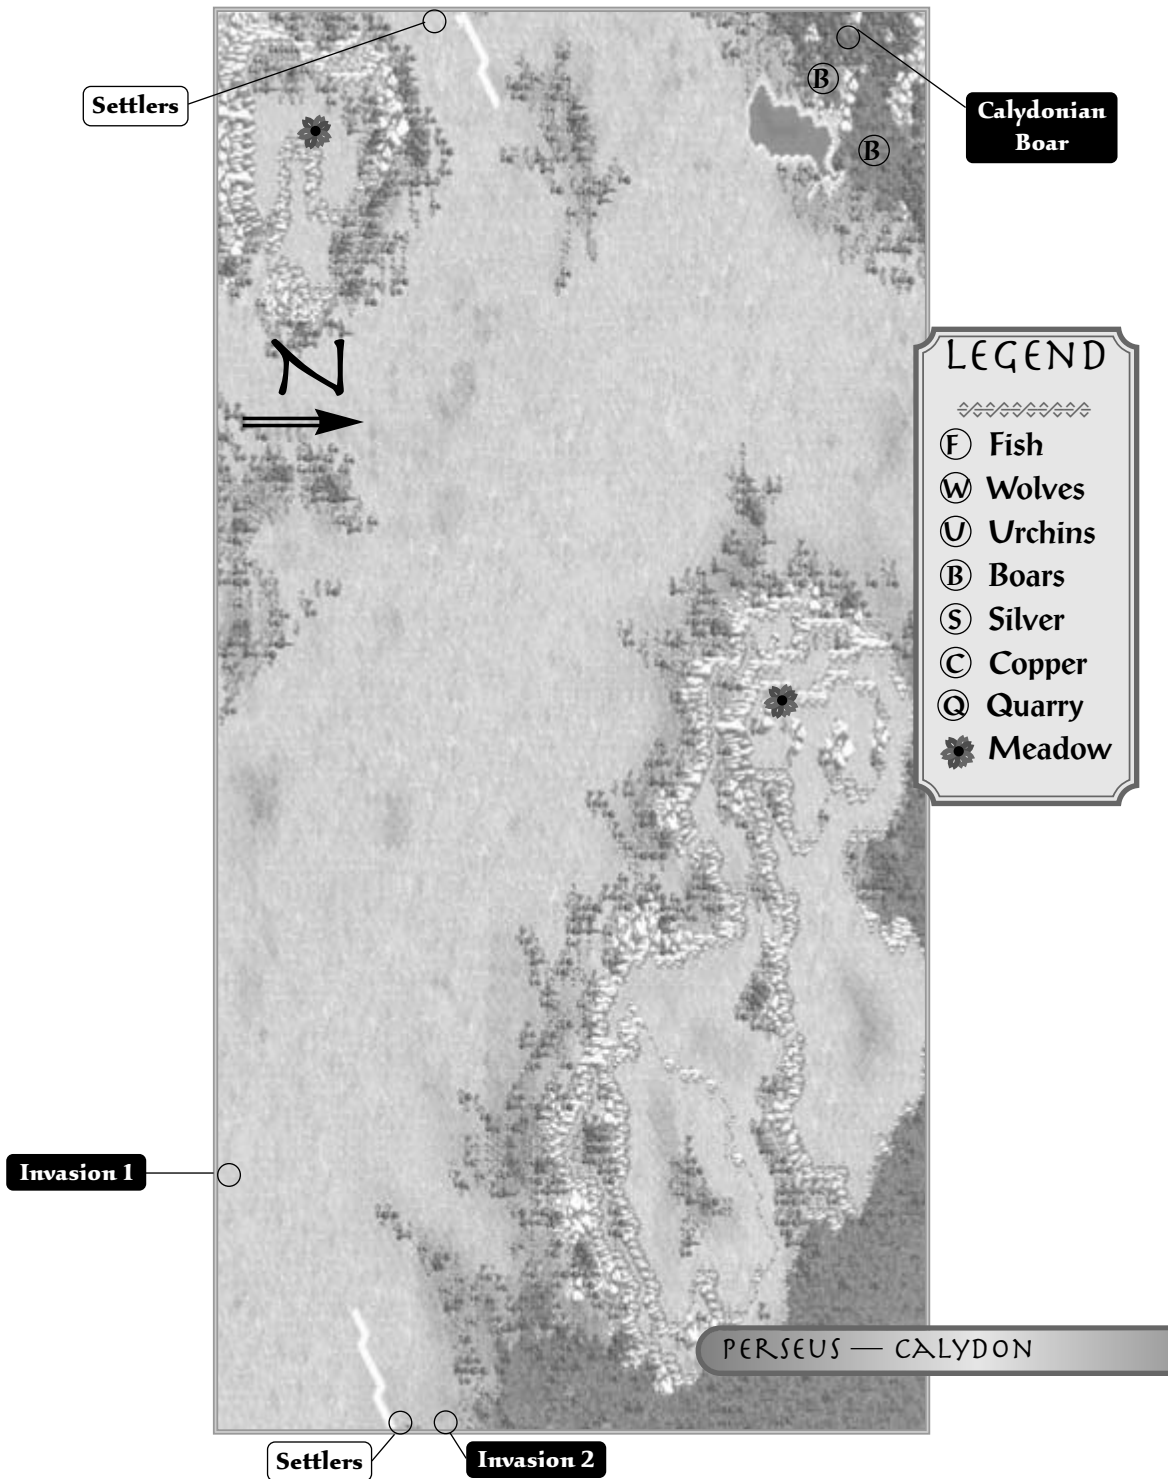 Settlers
B
Calydonian
Boar
B
N
LEGEND
F Fish
W Wolves
U Urchins
B Boars
S Silver
C Copper
Q Quarry
Meadow
Invasion 1
PERSEUS — CALYDON
Settlers
Invasion 2